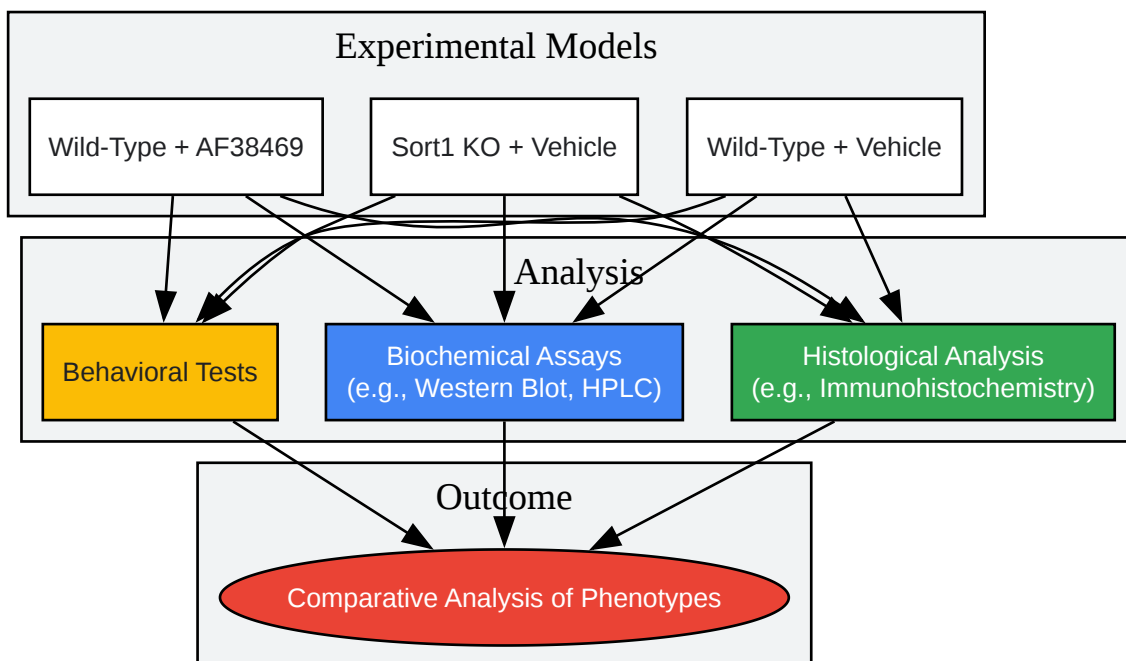 Experimental Models
Wild-Type + AF38469
Sort1 KO + Vehicle
Wild-Type + Vehicle
Analysis
Behavioral Tests
Biochemical Assays
(e.g., Western Blot, HPLC)
Histological Analysis
(e.g., Immunohistochemistry)
Outcome
Comparative Analysis of Phenotypes